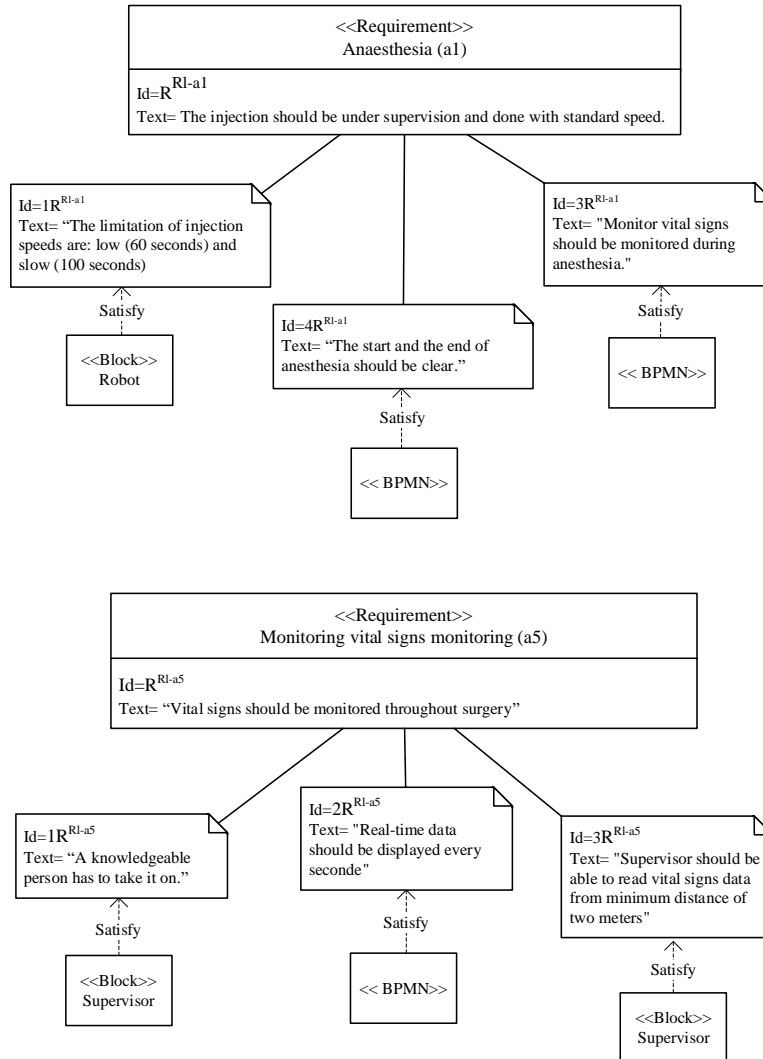 <<Requirement>>
Anaesthesia (a1)
Id=R^Rl-a1
Text= The injection should be under supervision and done with standard speed.
Id=1R^Rl-a1
Text= “The limitation of injection
speeds are: low (60 seconds) and
slow (100 seconds)
Satisfy
<<Block>>
Robot
Id=4R^Rl-a1
Text= “The start and the end of
anesthesia should be clear.”
Satisfy
<< BPMN>>
Id=3R^Rl-a1
Text= "Monitor vital signs
should be monitored during
anesthesia."
Satisfy
<< BPMN>>
<<Requirement>>
Monitoring vital signs monitoring (a5)
Id=R^Rl-a5
Text= “Vital signs should be monitored throughout surgery”
Id=1R^Rl-a5
Text= “A knowledgeable
person has to take it on.”
Satisfy
<<Block>>
Supervisor
Id=2R^Rl-a5
Text= "Real-time data
should be displayed every
seconde"
Satisfy
<< BPMN>>
Id=3R^Rl-a5
Text= "Supervisor should be
able to read vital signs data
from minimum distance of
two meters"
Satisfy
<<Block>>
Supervisor